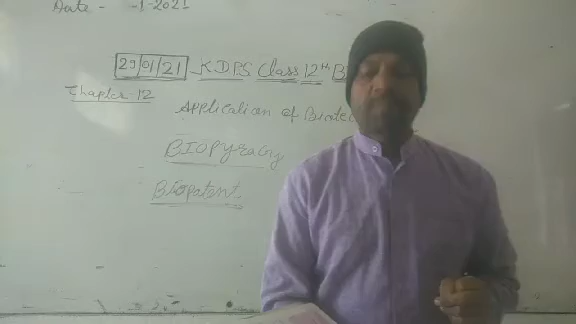 Date - -1-2021
29/01/21 KDPS Class 12th B
Chapter-12
Application of Biotec
BIOPyracy
Biopatent